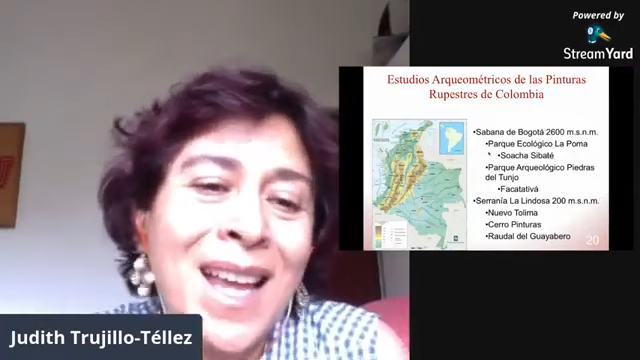 Powered by
StreamYard
Estudios Arqueométricos de las Pinturas
Rupestres de Colombia
•Sabana de Bogotá 2600 m.s.n.m.
•Parque Ecológico La Poma
•Soacha Sibaté
•Parque Arqueológico Piedras
del Tunjo
•Facatativá
•Serranía La Lindosa 200 m.s.n.m.
•Nuevo Tolima
•Cerro Pinturas
•Raudal del Guayabero
20
Judith Trujillo-Téllez